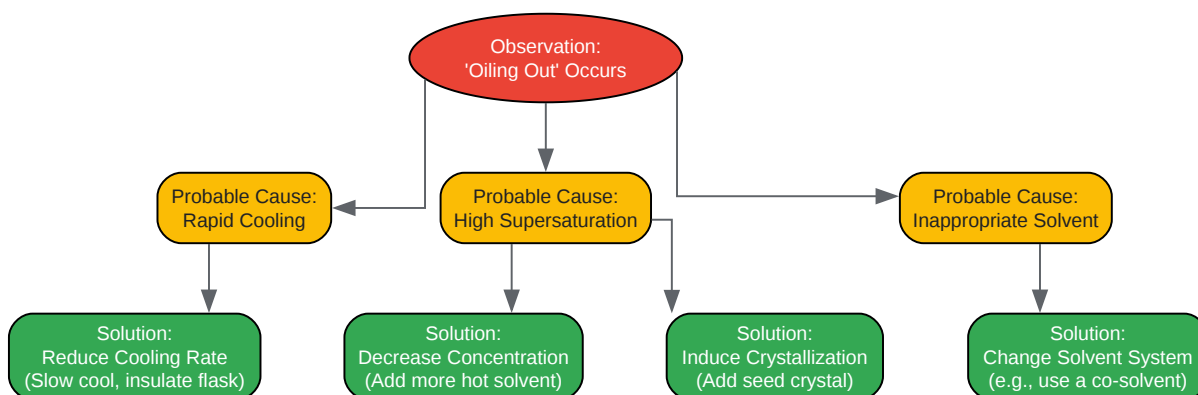 Observation:
'Oiling Out' Occurs
Probable Cause:
Rapid Cooling
Probable Cause:
High Supersaturation
Probable Cause:
Inappropriate Solvent
Solution:
Reduce Cooling Rate
(Slow cool, insulate flask)
Solution:
Decrease Concentration
(Add more hot solvent)
Solution:
Induce Crystallization
(Add seed crystal)
Solution:
Change Solvent System
(e.g., use a co-solvent)